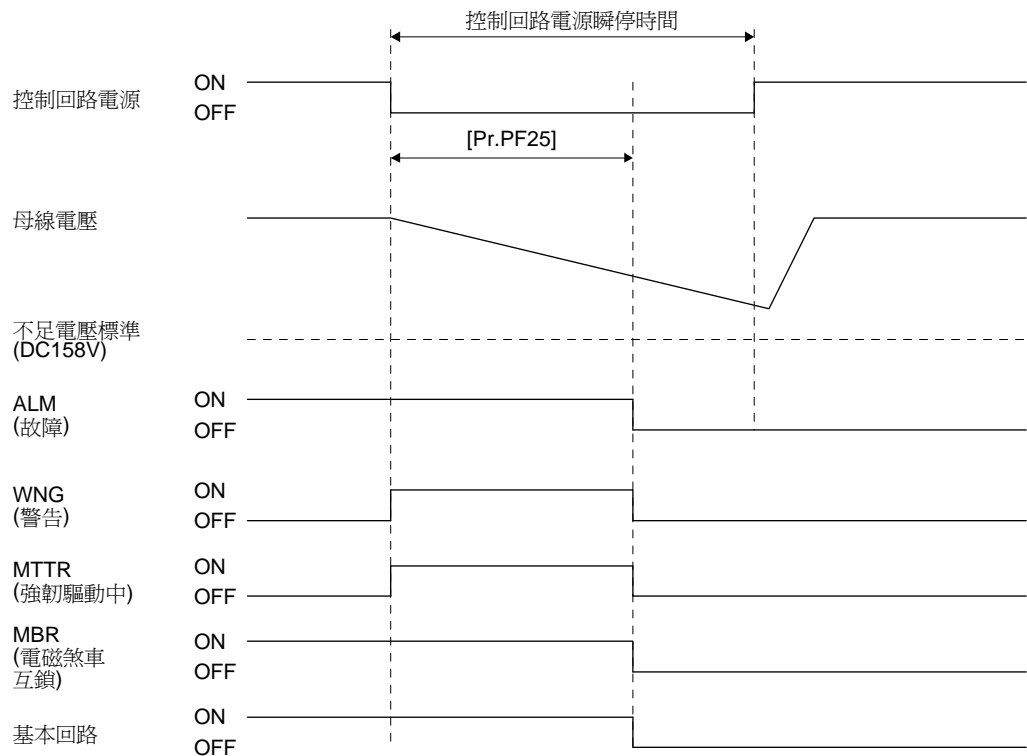 控制回路電源瞬停時間
控制回路電源
ON
OFF
[Pr.PF25]
母線電壓
不足電壓標準
(DC158V)
ALM
(故障)
ON
OFF
WNG
(警告)
ON
OFF
MTTR
(強韌驅動中)
ON
OFF
MBR
(電磁煞車
互鎖)
ON
OFF
基本回路
ON
OFF